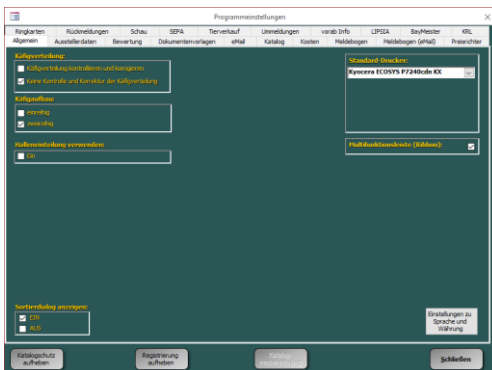 Programmeinstellungen
Ringkarten Rückmeldungen Schau SEPA Tierverkauf Ummeldungen vorab Info LIPSIA BayMeister KRL
Allgemein Ausstellerdaten Bewertung Dokumentenvorlagen eMail Katalog Kosten Meldebogen Meldebogen (eMail) Preisrichter
Käfigverteilung:
Käfigverteilung kontrollieren und korrigieren
Keine Kontrolle und Korrektur der Käfigverteilung
Standard-Drucker:
Kyocera ECOSYS P7240cdn KX
Käfigaufbau:
einreihig
zweireihig
Halleneinteilung verwenden:
Ein
Multifunktionsleiste (Ribbon):
Sortierdialog anzeigen:
EIN
AUS
Einstellungen zu
Sprache und
Währung
Katalogschutz
aufheben
Registrierung
aufheben
Katalog-
Schließen